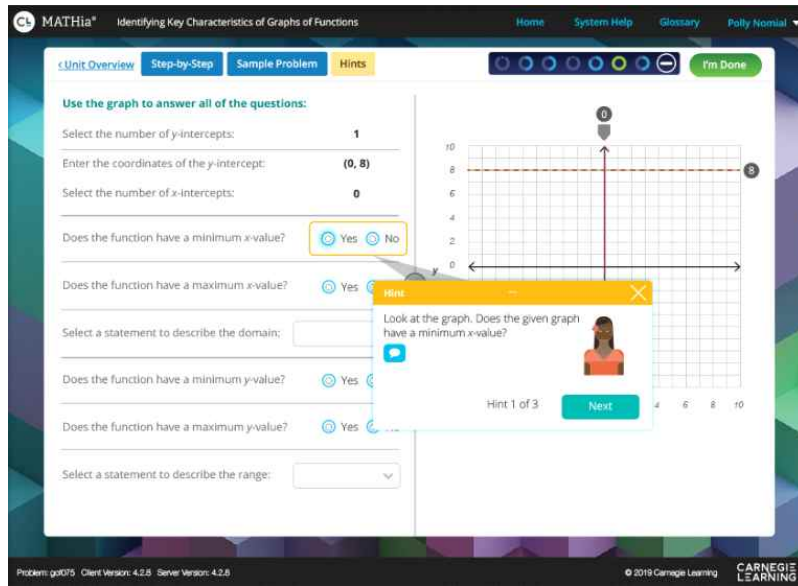 CL MATHia® Identifying Key Characteristics of Graphs of Functions Home System Help Glossary Polly Nomial
<Unit Overview Step-by-Step Sample Problem Hints I'm Done
Use the graph to answer all of the questions:
Select the number of y-intercepts: 1
Enter the coordinates of the y-intercept: (0, 8)
Select the number of x-intercepts: 0
Does the function have a minimum x-value? Yes No
Does the function have a maximum x-value? Yes
Select a statement to describe the domain:
Does the function have a minimum y-value? Yes
Does the function have a maximum y-value? Yes
Select a statement to describe the range:
0
10
8 8
6
4
2
0
y
Hint
Look at the graph. Does the given graph
have a minimum x-value?
Hint 1 of 3 Next
4 6 8 10
Problem: gof075 Client Version: 4.2.8 Server Version: 4.2.8 © 2019 Carnegie Learning CARNEGIE
LEARNING